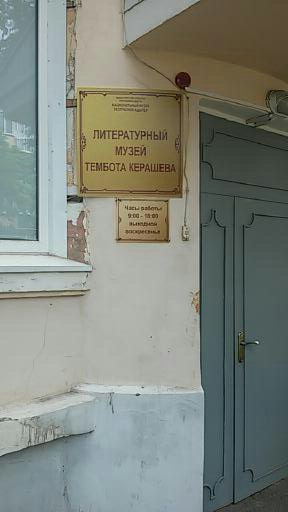 НАЦИОНАЛЬНЫЙ МУЗЕЙ
РЕСПУБЛИКИ АДЫГЕЯ
ЛИТЕРАТУРНЫЙ
МУЗЕЙ
ТЕМБОТА КЕРАШЕВА
Часы работы
9:00 - 18:00
выходной
воскресенье